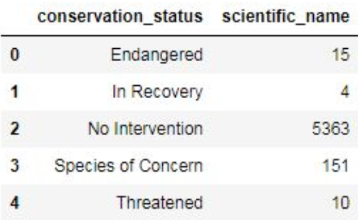 conservation_status scientific_name
0 Endangered 15
1 In Recovery 4
2 No Intervention 5363
3 Species of Concern 151
4 Threatened 10